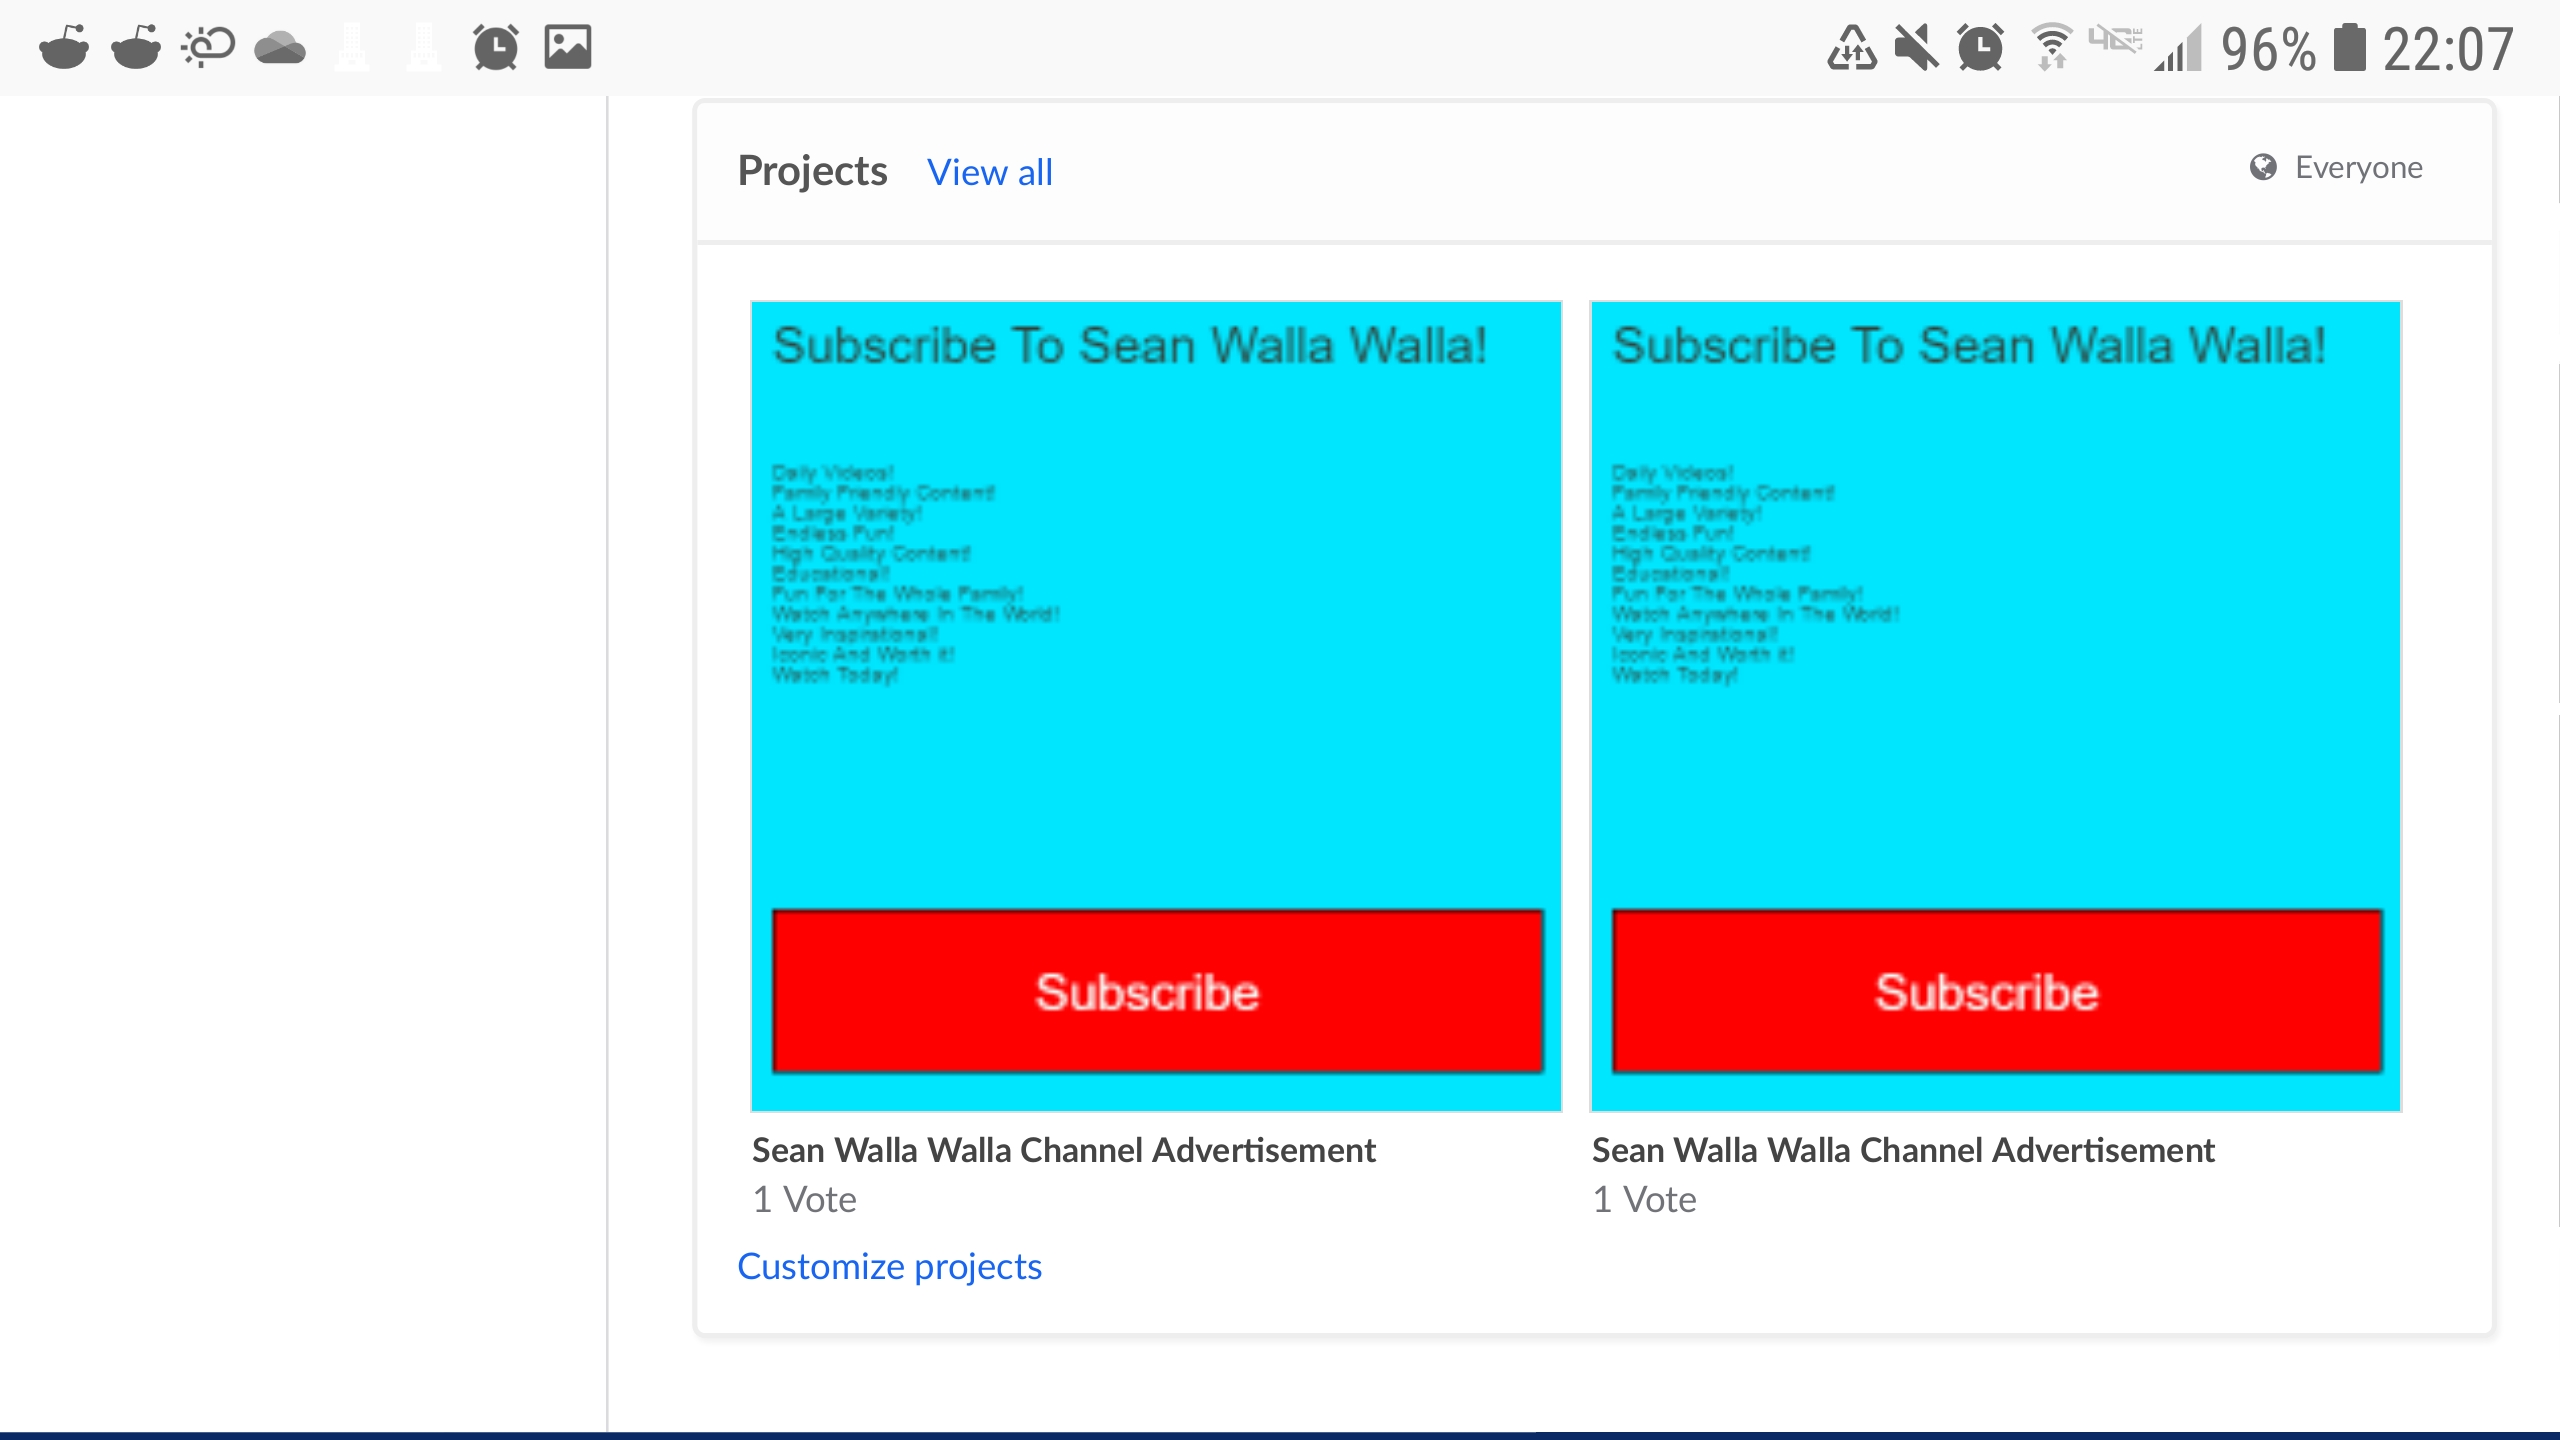 96% 22:07
Projects View all Everyone
Subscribe To Sean Walla Walla!
Daily Videos!
Family Friendly Content!
A Large Variety!
Endless Fun!
High Quality Content!
Educational!
Fun For The Whole Family!
Watch Anywhere In The World!
Very Inspirational!
Iconic And Worth it!
Watch Today!
Subscribe
Sean Walla Walla Channel Advertisement
1 Vote
Subscribe To Sean Walla Walla!
Daily Videos!
Family Friendly Content!
A Large Variety!
Endless Fun!
High Quality Content!
Educational!
Fun For The Whole Family!
Watch Anywhere In The World!
Very Inspirational!
Iconic And Worth it!
Watch Today!
Subscribe
Sean Walla Walla Channel Advertisement
1 Vote
Customize projects